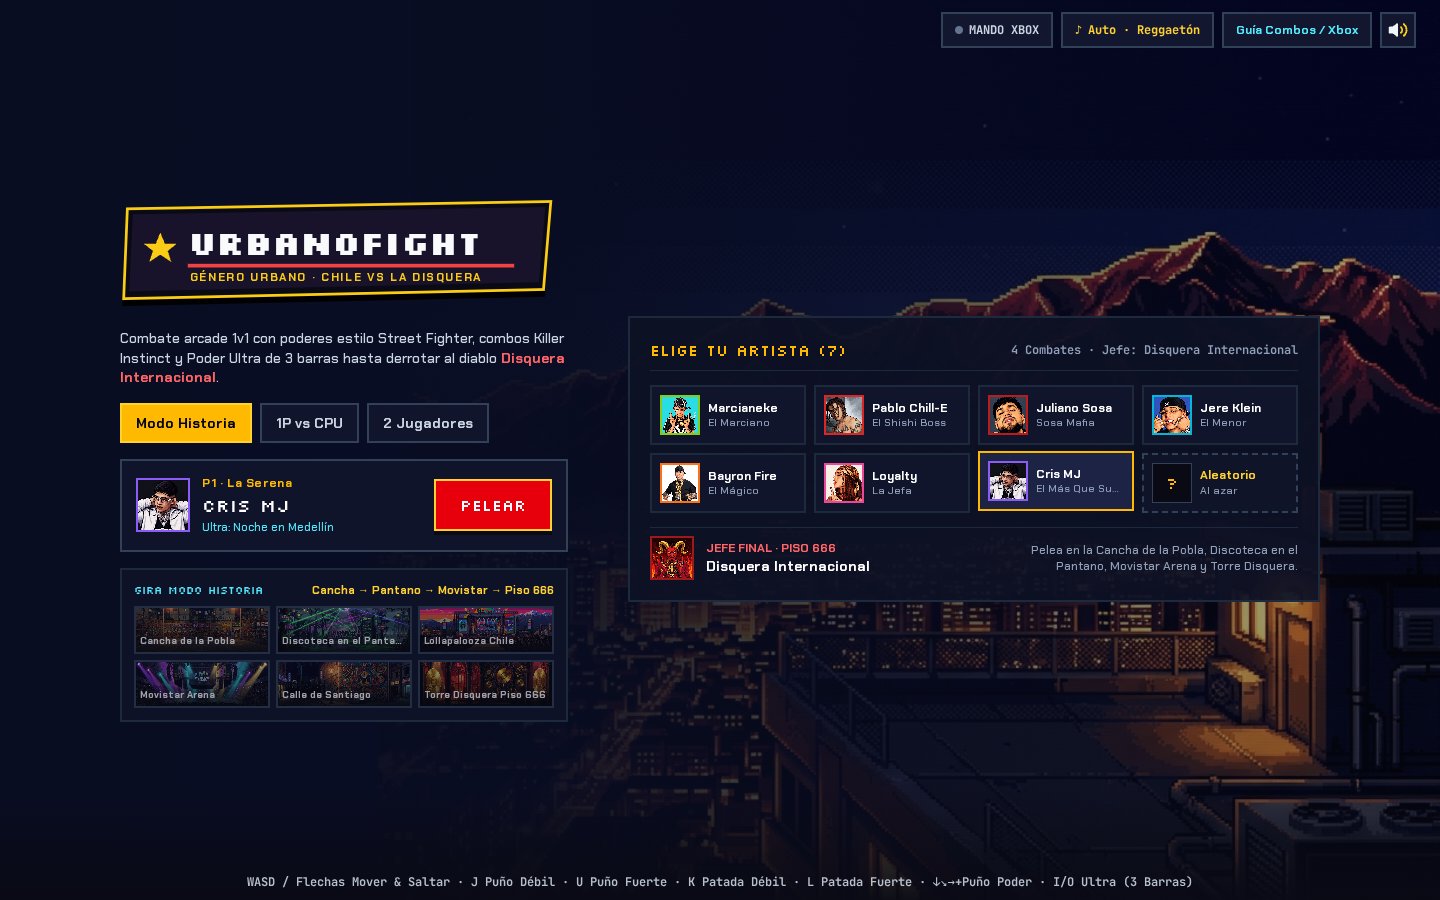 MANDO XBOX
♪ Auto · Reggaetón
Guía Combos / Xbox
URBANOFIGHT
GÉNERO URBANO · CHILE VS LA DISQUERA
Combate arcade 1v1 con poderes estilo Street Fighter, combos Killer
Instinct y Poder Ultra de 3 barras hasta derrotar al diablo Disquera
Internacional.
Modo Historia
1P vs CPU
2 Jugadores
P1 · La Serena
CRIS MJ
Ultra: Noche en Medellín
PELEAR
GIRA MODO HISTORIA
Cancha → Pantano → Movistar → Piso 666
Cancha de la Pobla
Discoteca en el Panta...
Lollapalooza Chile
Movistar Arena
Calle de Santiago
Torre Disquera Piso 666
ELIGE TU ARTISTA (7)
4 Combates · Jefe: Disquera Internacional
Marcianeke
El Marciano
Pablo Chill-E
El Shishi Boss
Juliano Sosa
Sosa Mafia
Jere Klein
El Menor
Bayron Fire
El Mágico
Loyalty
La Jefa
Cris MJ
El Más Que Su...
?
Aleatorio
Al azar
JEFE FINAL · PISO 666
Disquera Internacional
Pelea en la Cancha de la Pobla, Discoteca en el
Pantano, Movistar Arena y Torre Disquera.
WASD / Flechas Mover & Saltar · J Puño Débil · U Puño Fuerte · K Patada Débil · L Patada Fuerte · ↓↘→+Puño Poder · I/O Ultra (3 Barras)